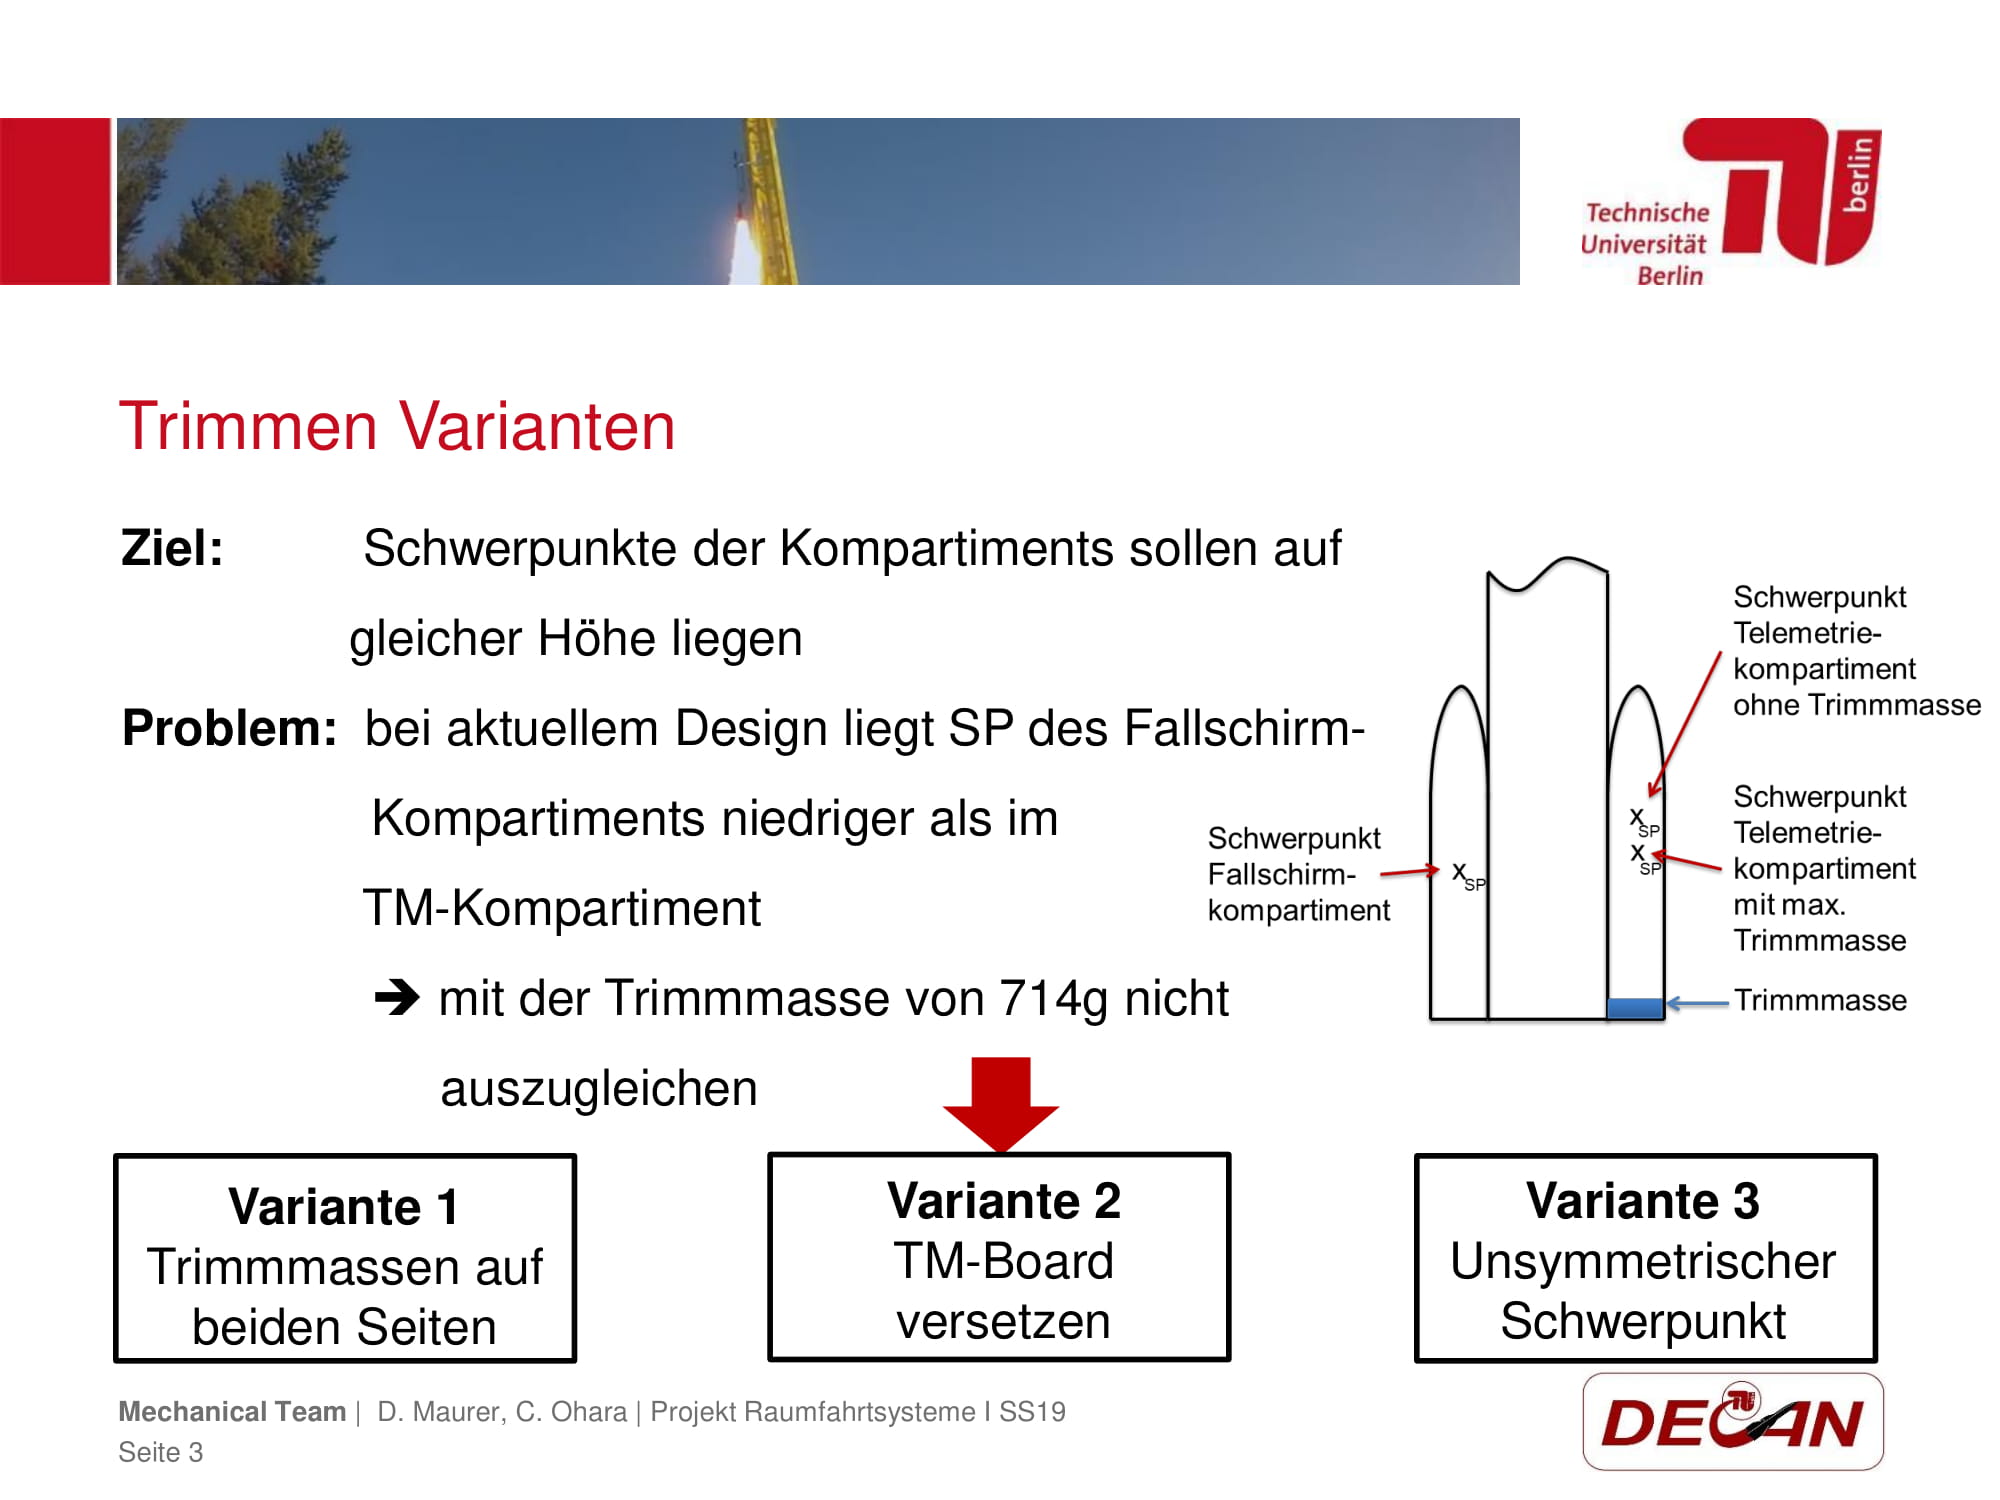 Technische
Universität
Berlin
berlin
Trimmen Varianten
Ziel: Schwerpunkte der Kompartiments sollen auf
gleicher Höhe liegen
Problem: bei aktuellem Design liegt SP des Fallschirm-
Kompartiments niedriger als im
TM-Kompartiment
➔ mit der Trimmmasse von 714g nicht
auszugleichen
Schwerpunkt
Fallschirm-
kompartiment
x SP
x SP
x SP
Schwerpunkt
Telemetrie-
kompartiment
ohne Trimmmasse
Schwerpunkt
Telemetrie-
kompartiment
mit max.
Trimmmasse
Trimmmasse
Variante 1
Trimmmassen auf
beiden Seiten
Variante 2
TM-Board
versetzen
Variante 3
Unsymmetrischer
Schwerpunkt
Mechanical Team | D. Maurer, C. Ohara | Projekt Raumfahrtsysteme I SS19
Seite 3
DECAN